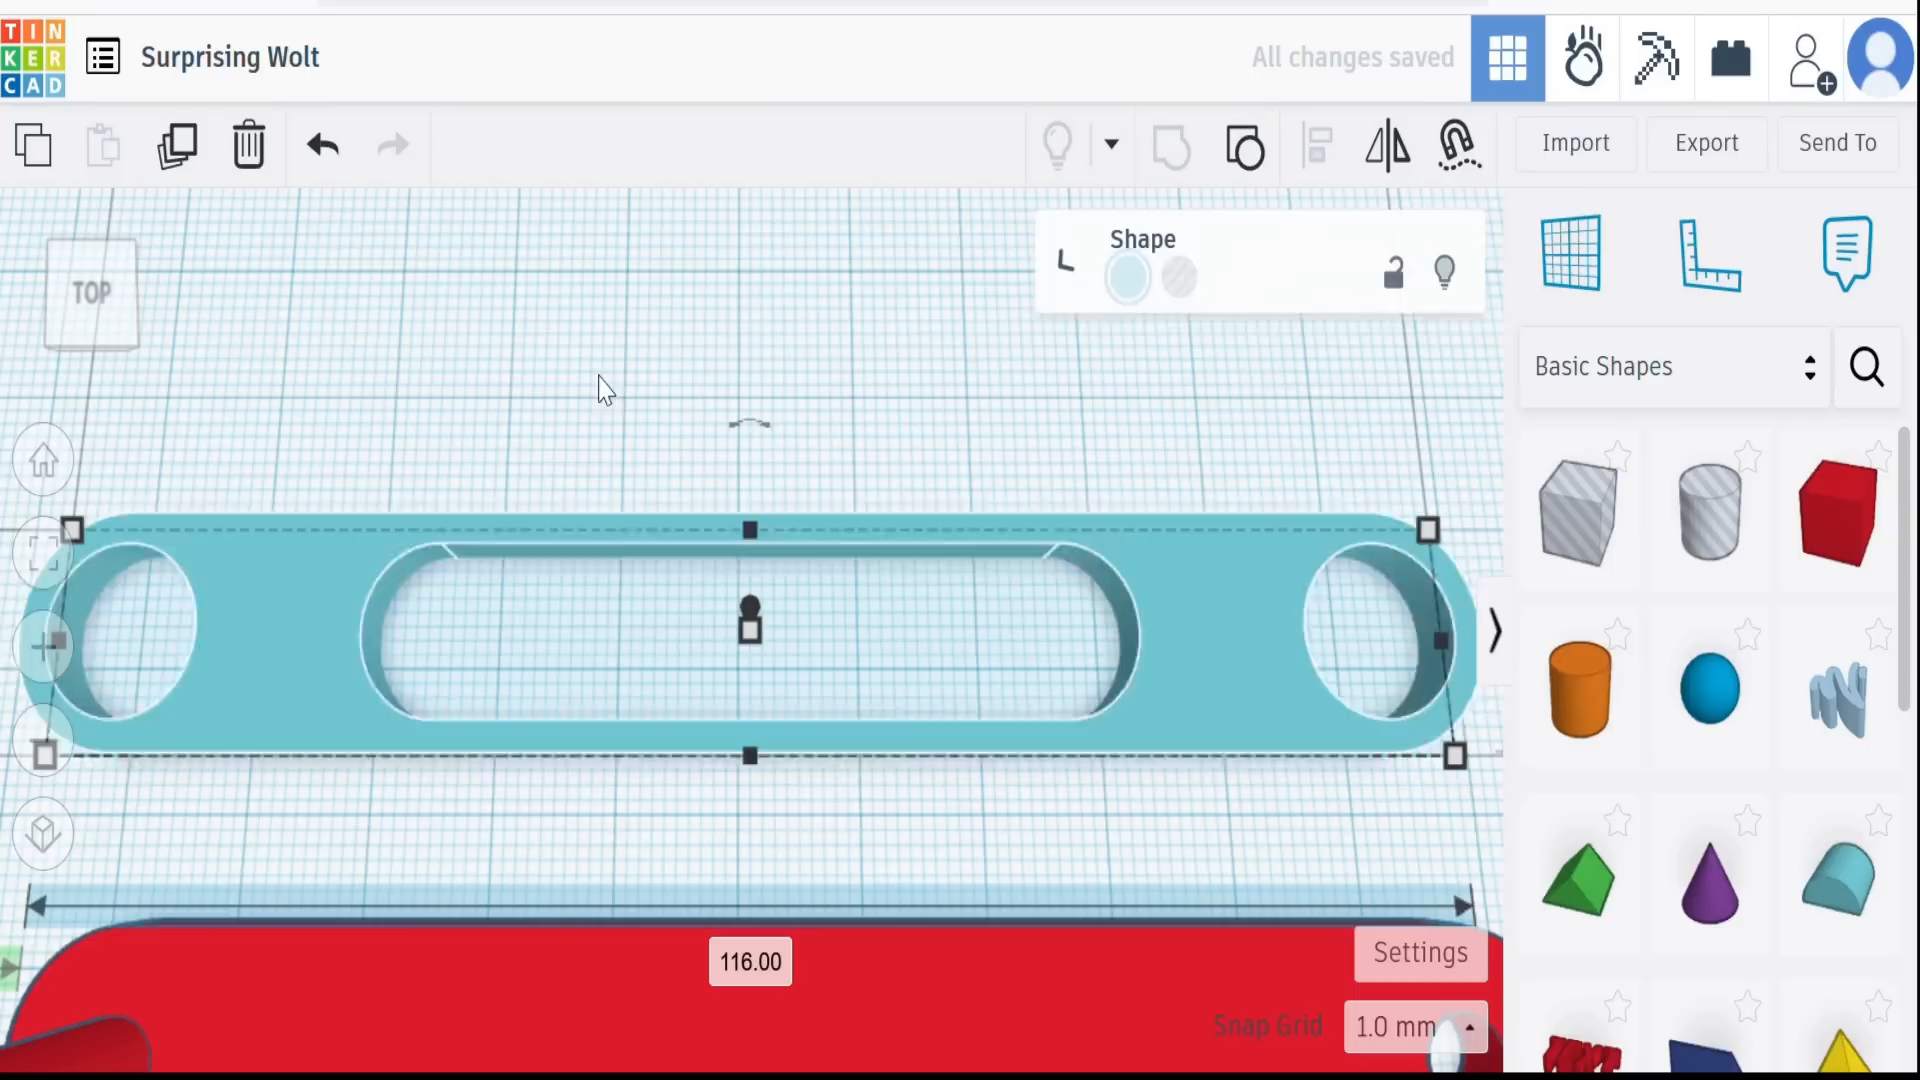 TIN
KER
CAD
Surprising Wolt
All changes saved
Import
Export
Send To
TOP
Shape
Basic Shapes
116.00
Settings
Snap Grid
1.0 mm
TEXT